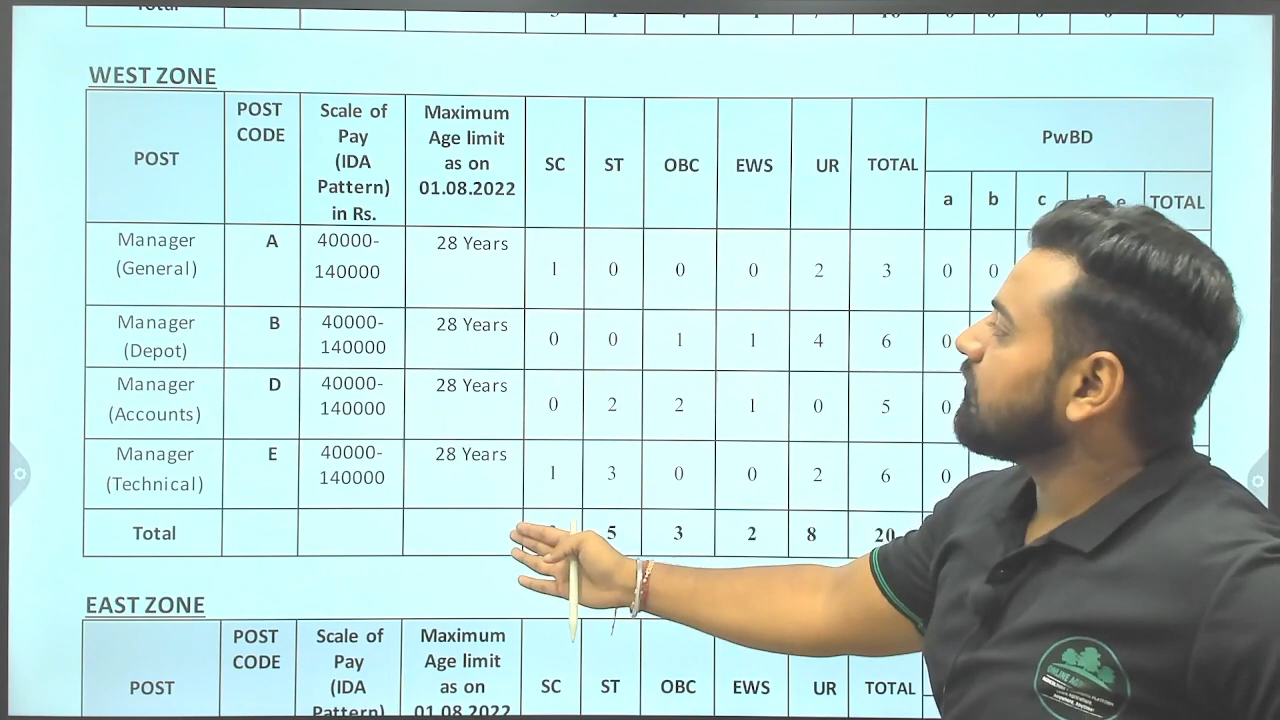 Total
WEST ZONE
POST POST CODE Scale of Pay (IDA Pattern) in Rs. Maximum Age limit as on 01.08.2022 SC ST OBC EWS UR TOTAL PwBD
a b c e TOTAL
Manager (General) A 40000-140000 28 Years 1 0 0 0 2 3 0 0
Manager (Depot) B 40000-140000 28 Years 0 0 1 1 4 6 0
Manager (Accounts) D 40000-140000 28 Years 0 2 2 1 0 5 0
Manager (Technical) E 40000-140000 28 Years 1 3 0 0 2 6 0
Total 5 3 2 8 20
EAST ZONE
POST POST CODE Scale of Pay (IDA Pattern) Maximum Age limit as on 01.08.2022 SC ST OBC EWS UR TOTAL